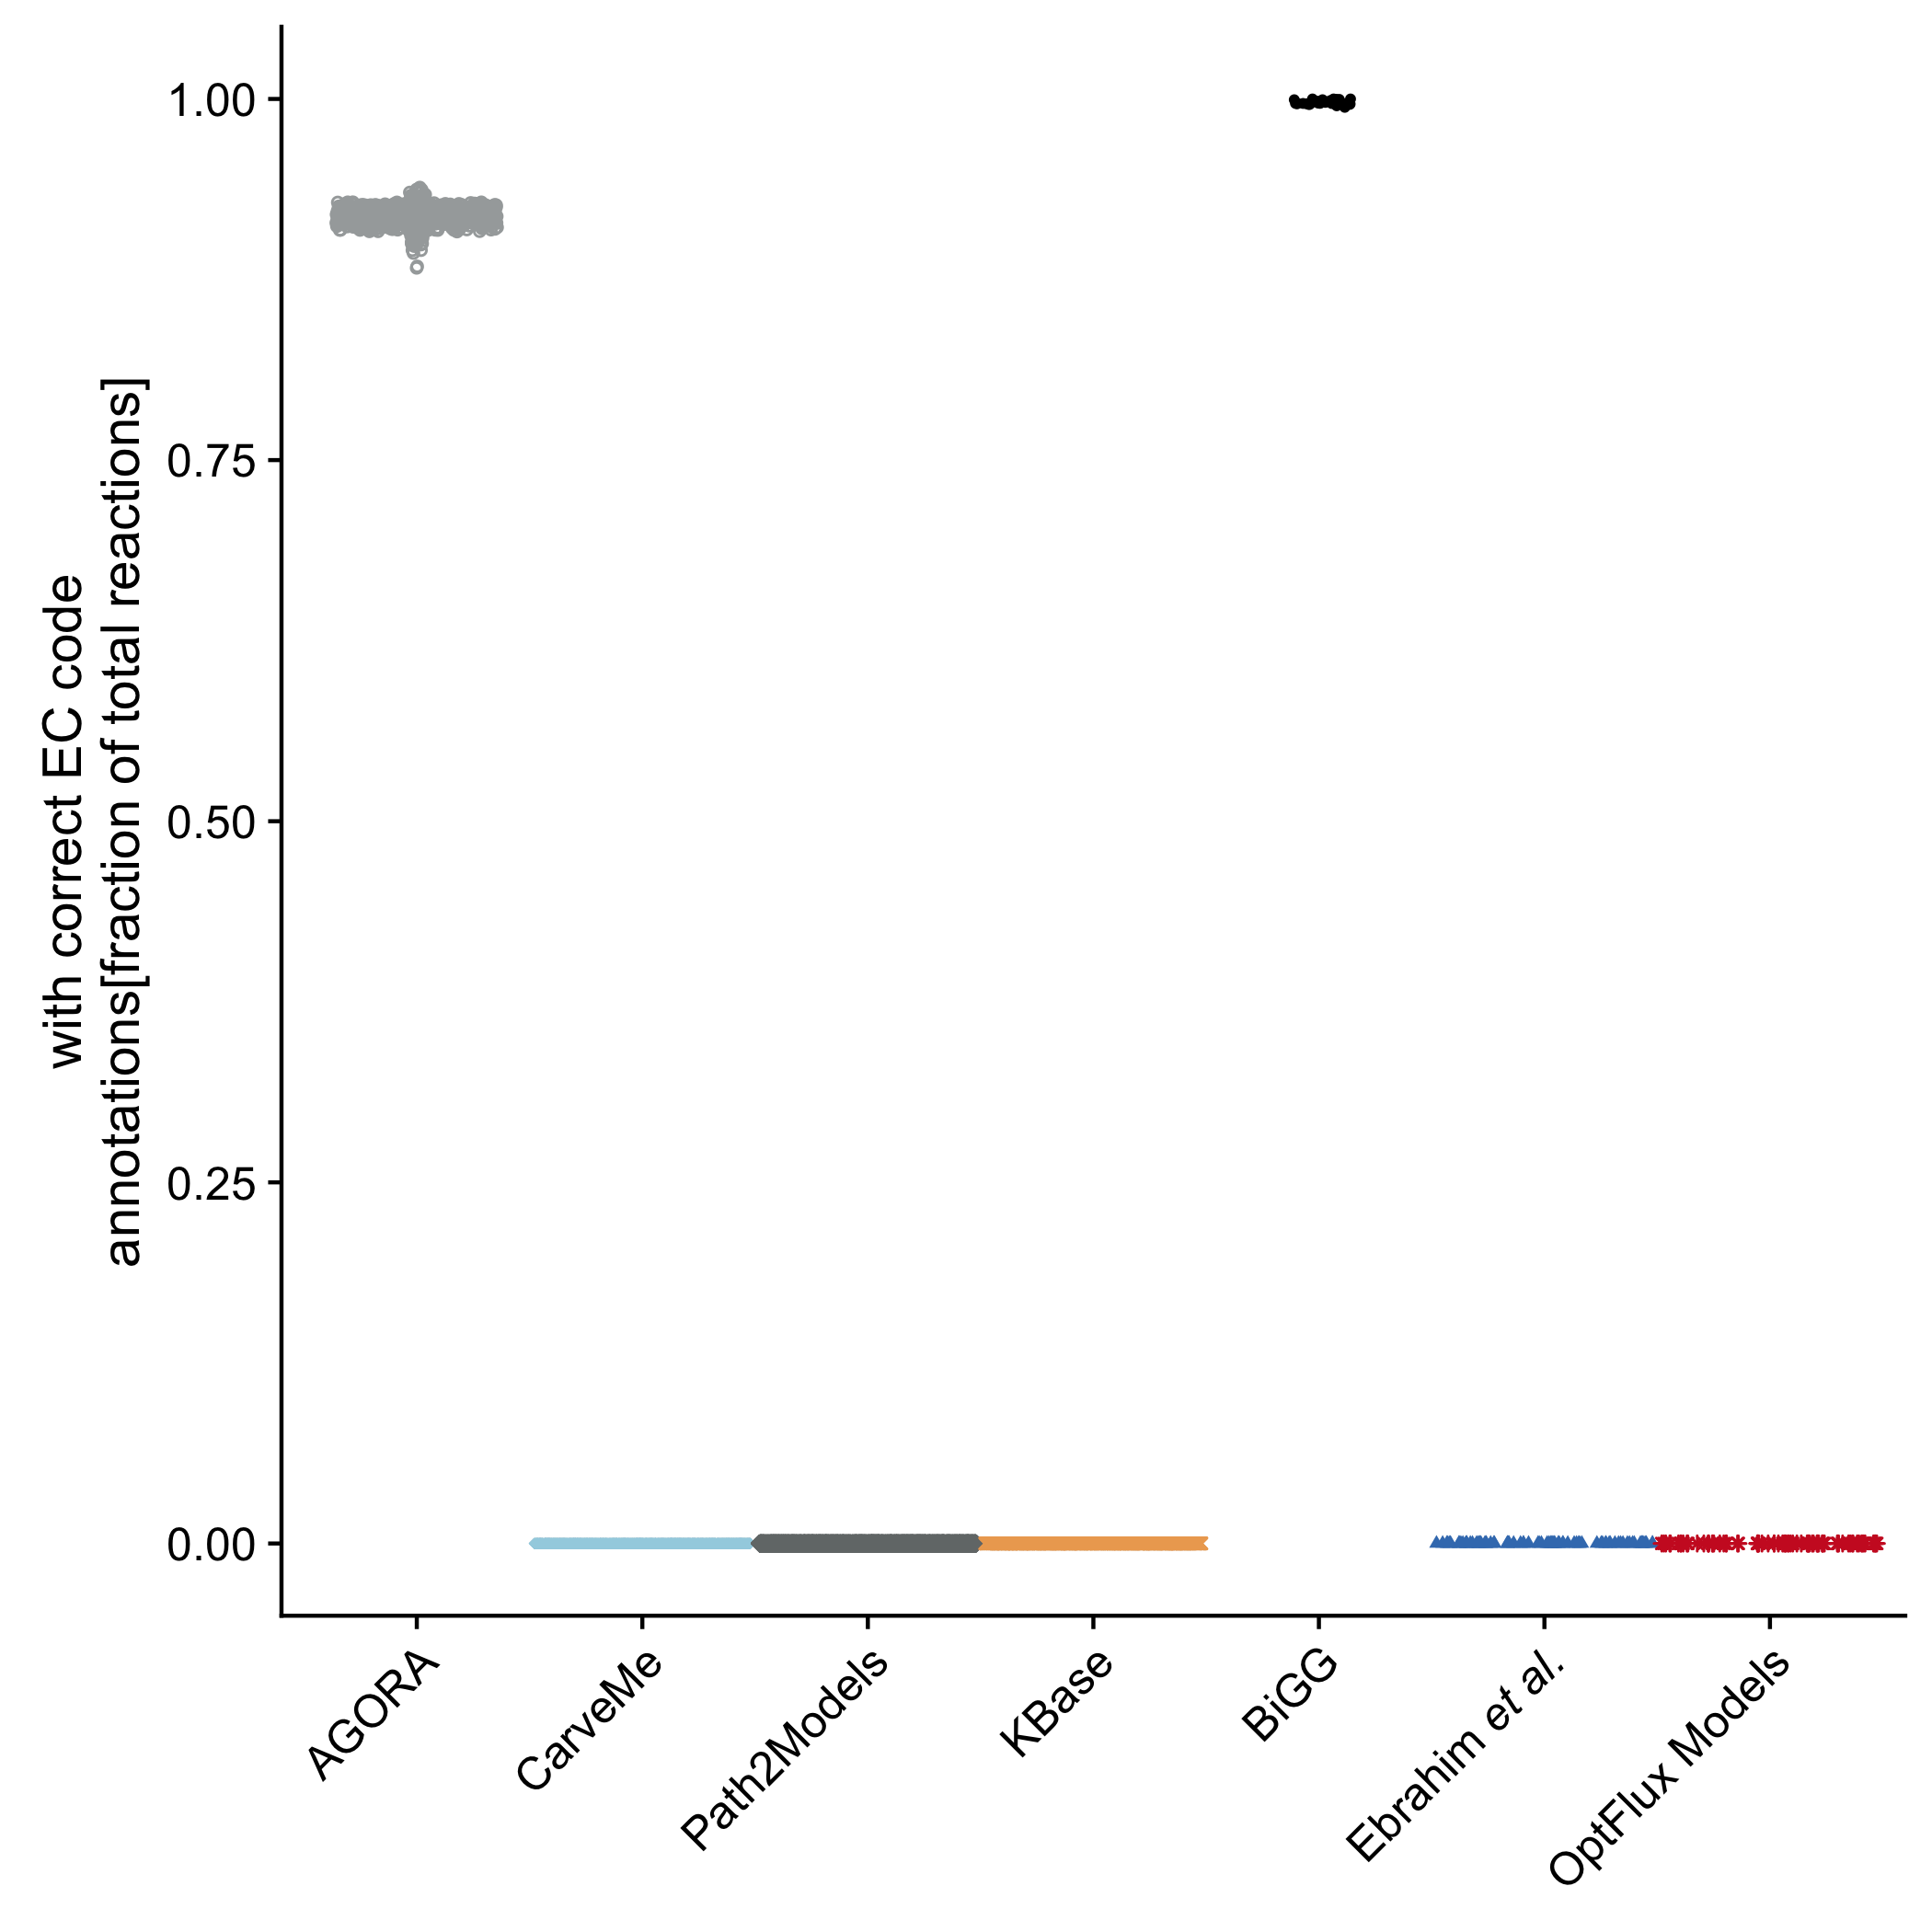 with correct EC code
annotations[fraction of total reactions]
1.00
0.75
0.50
0.25
0.00
AGORA
CarveMe
Path2Models
KBase
BiGG
Ebrahim et al.
OptFlux Models